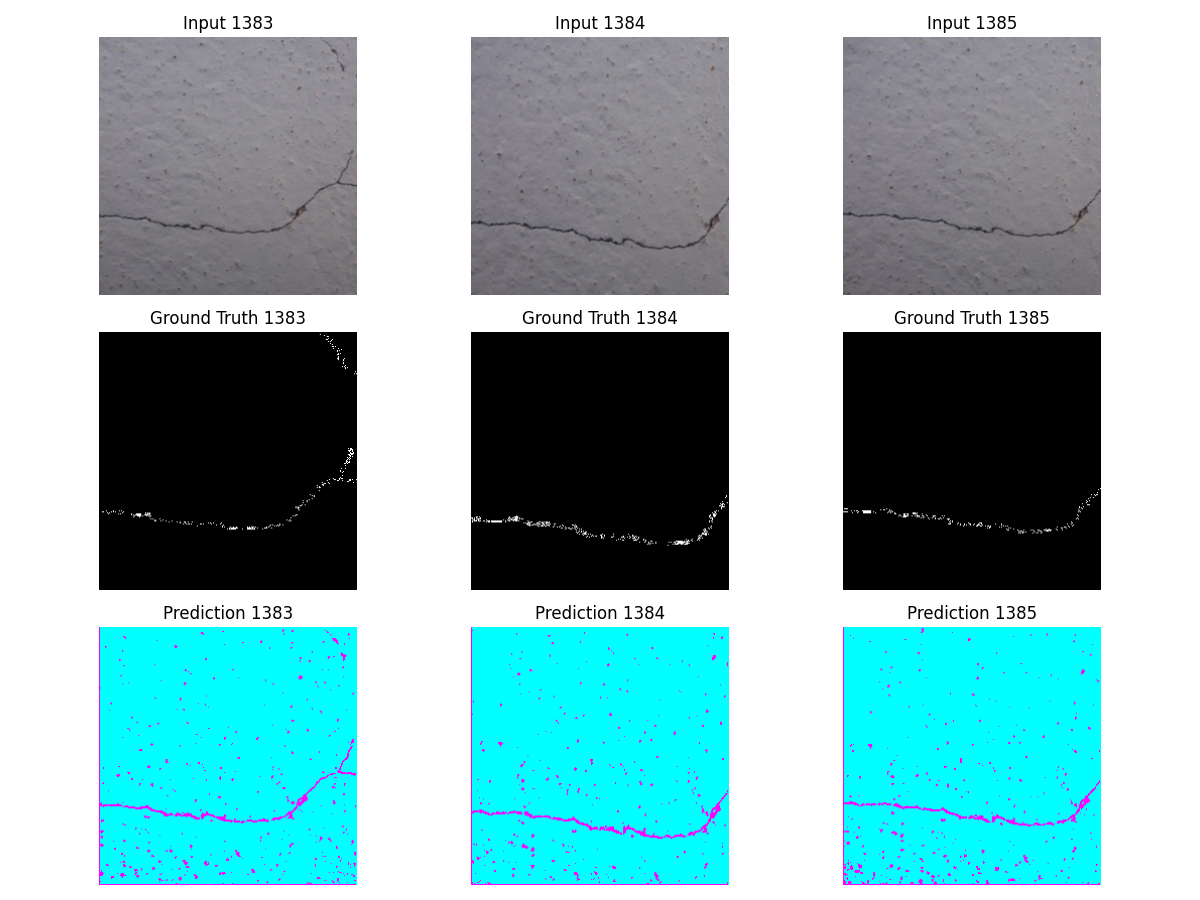 Input 1383
Input 1384
Input 1385
Ground Truth 1383
Ground Truth 1384
Ground Truth 1385
Prediction 1383
Prediction 1384
Prediction 1385